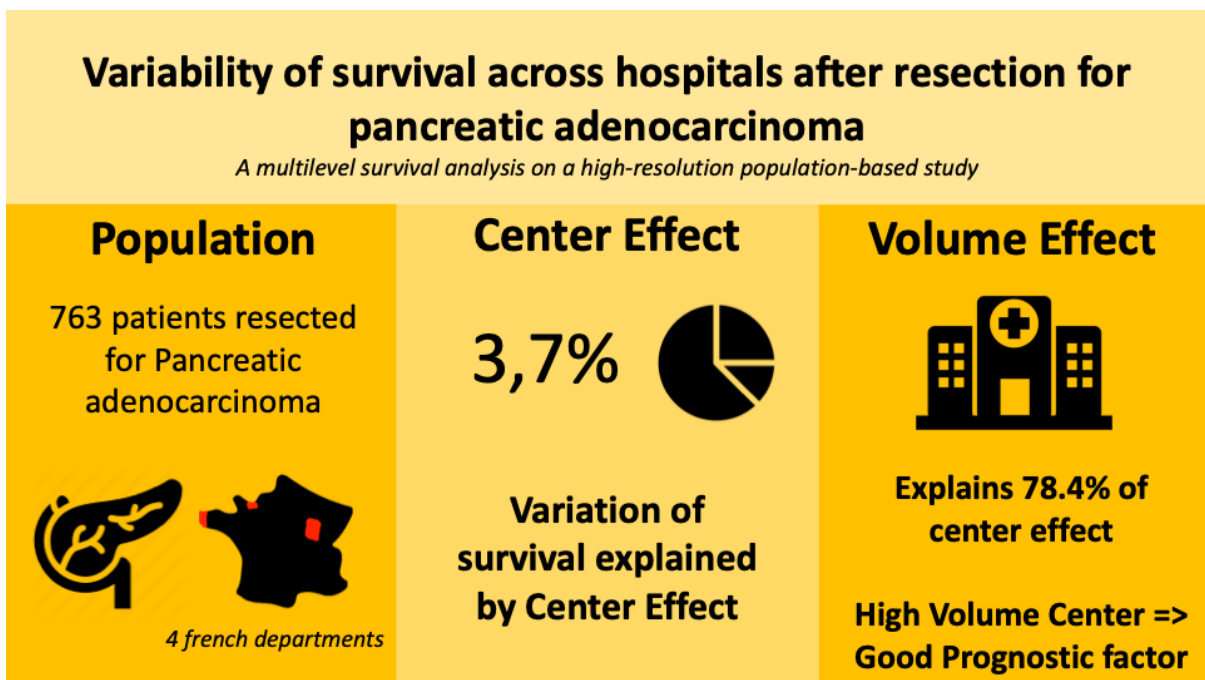 Variability of survival across hospitals after resection for
pancreatic adenocarcinoma
A multilevel survival analysis on a high-resolution population-based study
Population
763 patients resected
for Pancreatic
adenocarcinoma
4 french departments
Center Effect
3,7%
Variation of
survival explained
by Center Effect
Volume Effect
Explains 78.4% of
center effect
High Volume Center =>
Good Prognostic factor